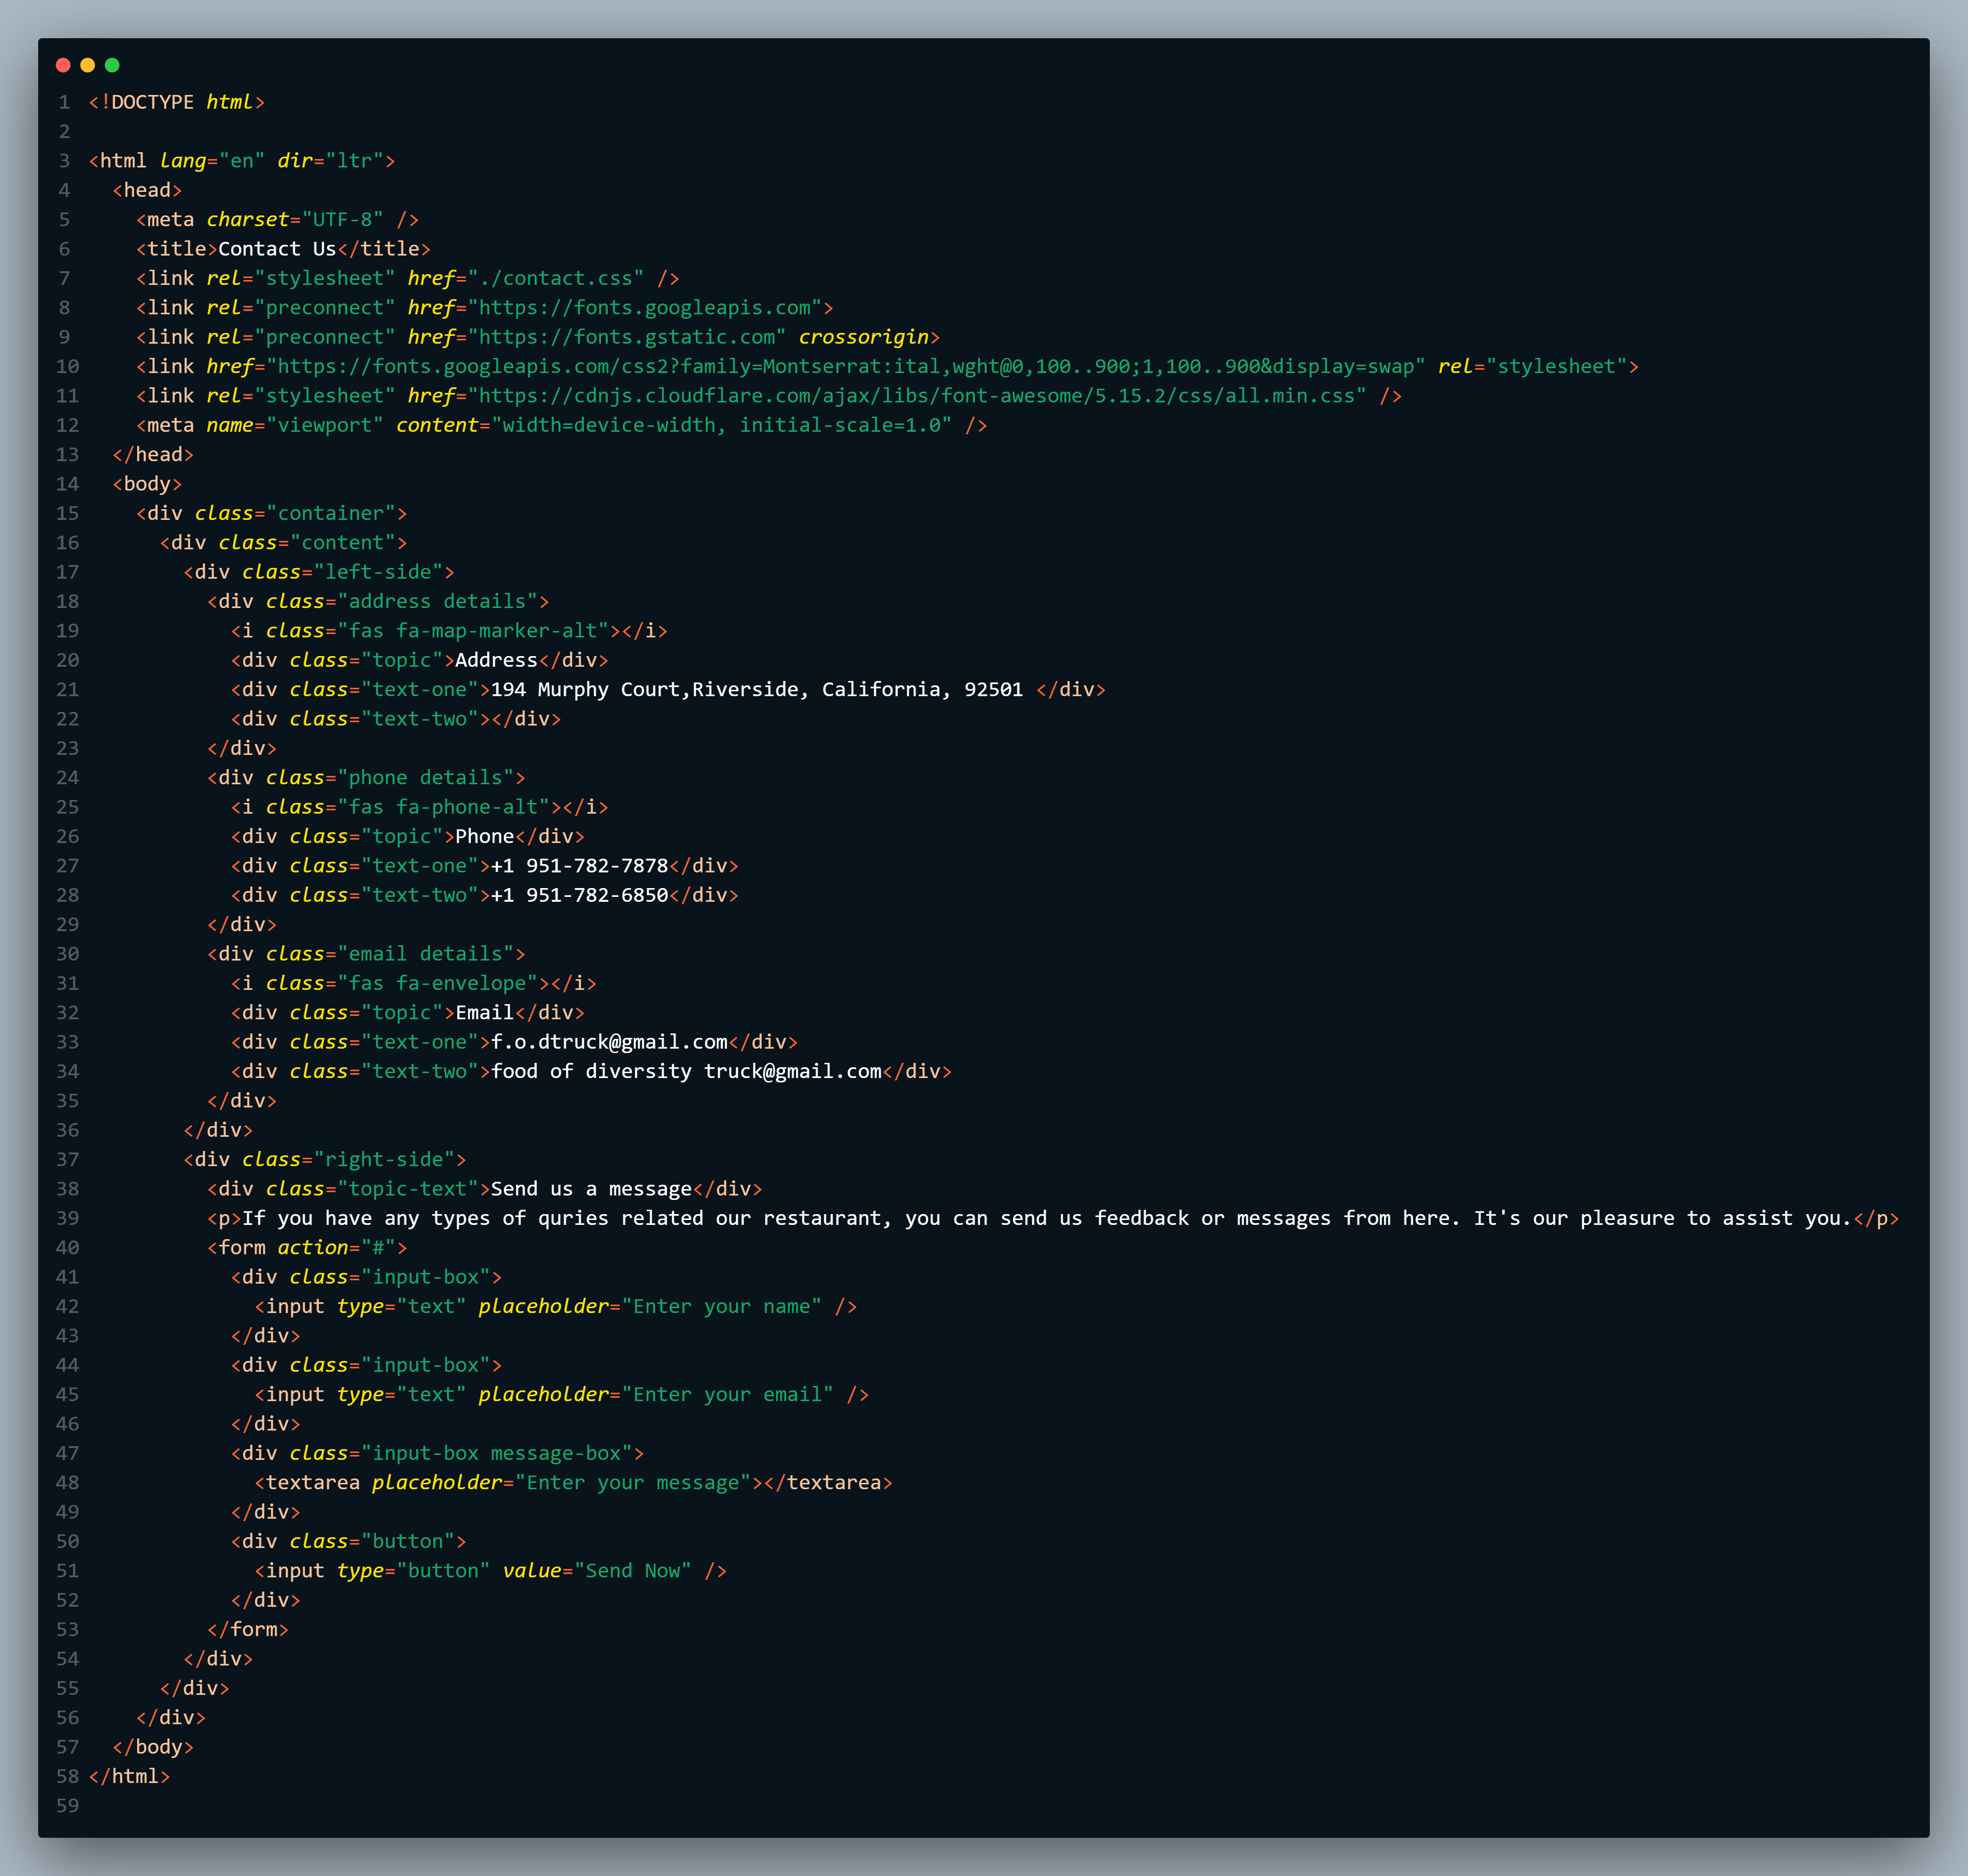 1 <!DOCTYPE html>
2
3 <html lang="en" dir="ltr">
4   <head>
5     <meta charset="UTF-8" />
6     <title>Contact Us</title>
7     <link rel="stylesheet" href="./contact.css" />
8     <link rel="preconnect" href="https://fonts.googleapis.com">
9     <link rel="preconnect" href="https://fonts.gstatic.com" crossorigin>
10     <link href="https://fonts.googleapis.com/css2?family=Montserrat:ital,wght@0,100..900;1,100..900&display=swap" rel="stylesheet">
11     <link rel="stylesheet" href="https://cdnjs.cloudflare.com/ajax/libs/font-awesome/5.15.2/css/all.min.css" />
12     <meta name="viewport" content="width=device-width, initial-scale=1.0" />
13   </head>
14   <body>
15     <div class="container">
16       <div class="content">
17         <div class="left-side">
18           <div class="address details">
19             <i class="fas fa-map-marker-alt"></i>
20             <div class="topic">Address</div>
21             <div class="text-one">194 Murphy Court,Riverside, California, 92501 </div>
22             <div class="text-two"></div>
23           </div>
24           <div class="phone details">
25             <i class="fas fa-phone-alt"></i>
26             <div class="topic">Phone</div>
27             <div class="text-one">+1 951-782-7878</div>
28             <div class="text-two">+1 951-782-6850</div>
29           </div>
30           <div class="email details">
31             <i class="fas fa-envelope"></i>
32             <div class="topic">Email</div>
33             <div class="text-one">f.o.dtruck@gmail.com</div>
34             <div class="text-two">food of diversity truck@gmail.com</div>
35           </div>
36         </div>
37         <div class="right-side">
38           <div class="topic-text">Send us a message</div>
39           <p>If you have any types of quries related our restaurant, you can send us feedback or messages from here. It's our pleasure to assist you.</p>
40           <form action="#">
41             <div class="input-box">
42               <input type="text" placeholder="Enter your name" />
43             </div>
44             <div class="input-box">
45               <input type="text" placeholder="Enter your email" />
46             </div>
47             <div class="input-box message-box">
48               <textarea placeholder="Enter your message"></textarea>
49             </div>
50             <div class="button">
51               <input type="button" value="Send Now" />
52             </div>
53           </form>
54         </div>
55       </div>
56     </div>
57   </body>
58 </html>
59